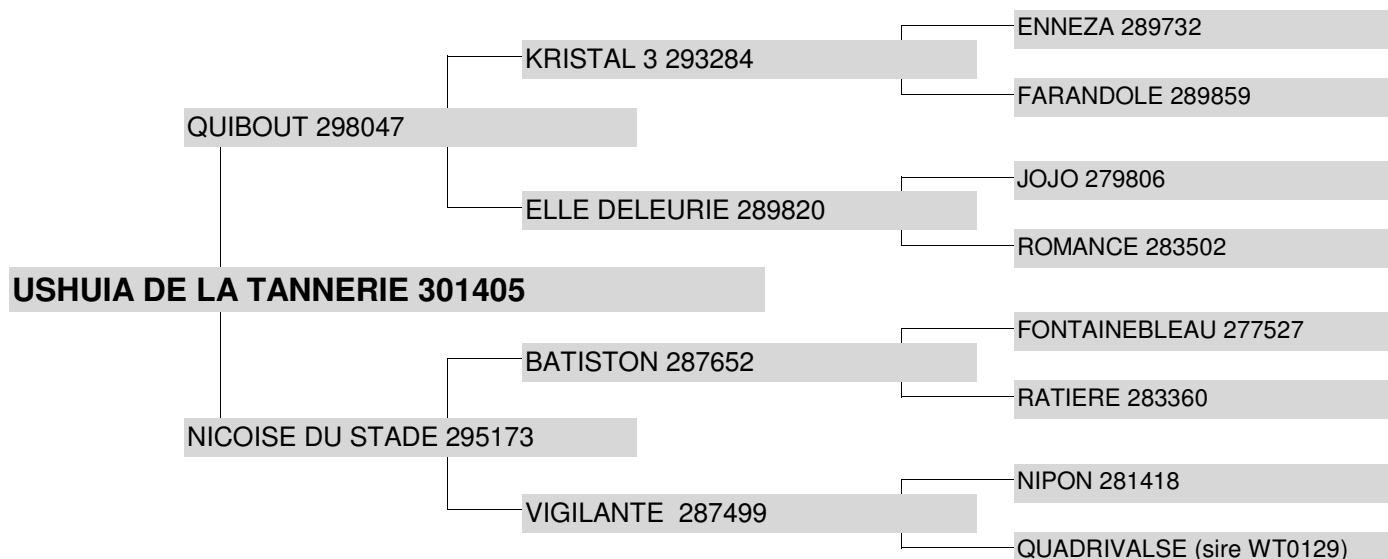 ENNEZA 289732
KRISTAL 3 293284
FARANDOLE 289859
QUIBOUT 298047
JOJO 279806
ELLE DELEURIE 289820
ROMANCE 283502
USHUIA DE LA TANNERIE 301405
FONTAINEBLEAU 277527
BATISTON 287652
RATIERE 283360
NICOISE DU STADE 295173
NIPON 281418
VIGILANTE 287499
QUADRIVALSE (sire WT0129)